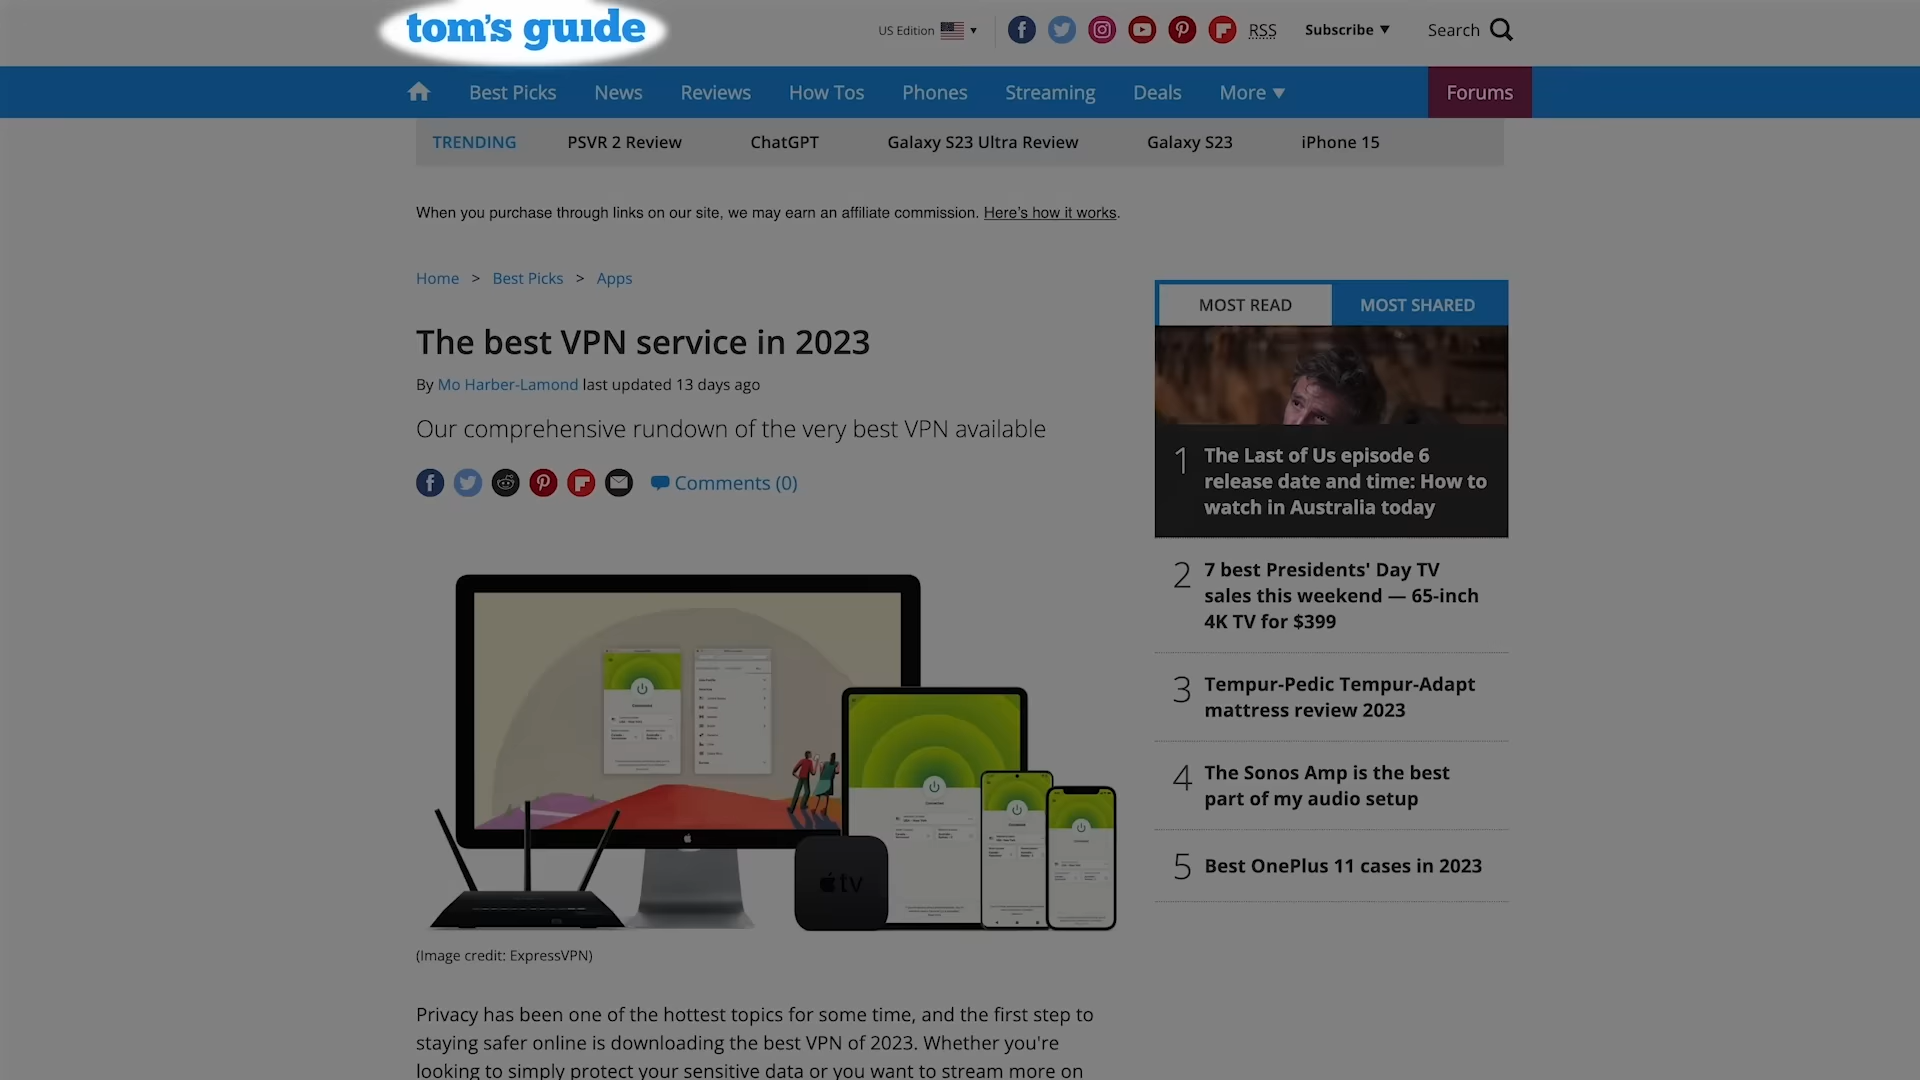 tom's guide
US Edition
RSS
Subscribe
Search
Best Picks
News
Reviews
How Tos
Phones
Streaming
Deals
More
Forums
TRENDING
PSVR 2 Review
ChatGPT
Galaxy S23 Ultra Review
Galaxy S23
iPhone 15
When you purchase through links on our site, we may earn an affiliate commission. Here's how it works.
Home > Best Picks > Apps
The best VPN service in 2023
By Mo Harber-Lamond last updated 13 days ago
Our comprehensive rundown of the very best VPN available
Comments (0)
tv
(Image credit: ExpressVPN)
Privacy has been one of the hottest topics for some time, and the first step to
staying safer online is downloading the best VPN of 2023. Whether you're
looking to simply protect your sensitive data or you want to stream more on
MOST READ
MOST SHARED
1 The Last of Us episode 6
release date and time: How to
watch in Australia today
2 7 best Presidents' Day TV
sales this weekend — 65-inch
4K TV for $399
3 Tempur-Pedic Tempur-Adapt
mattress review 2023
4 The Sonos Amp is the best
part of my audio setup
5 Best OnePlus 11 cases in 2023